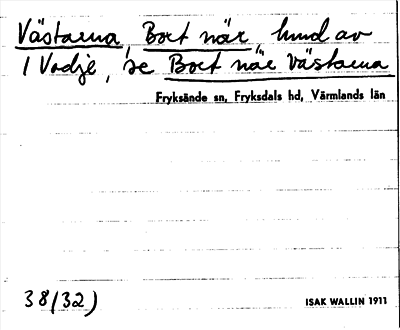 Västarna, Bort när, hund av
1 Vadje, se Bort när Västarna
Fryksände sn, Fryksdals hd, Värmlands län
38(32)
ISAK WALLIN 1911